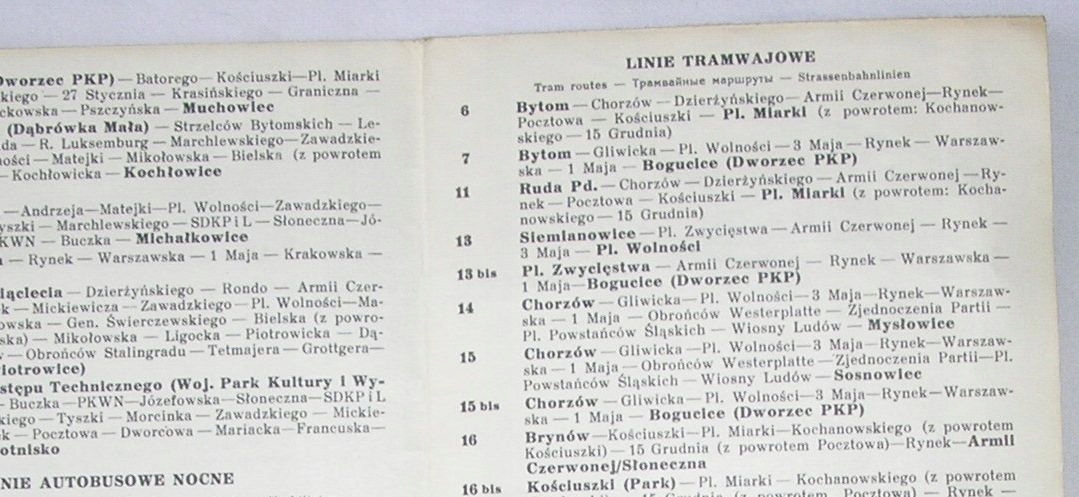 Dworzec PKP) — Batorego — Kościuszki — Pl. Miarki
kiego — 27 Stycznia — Krasińskiego — Graniczna —
ckowska — Pszczyńska — Muchowiec
(Dąbrówka Mała) — Strzelców Bytomskich — Le-
da — R. Luksemburg — Marchlewskiego — Zawadzkie-
ności — Matejki — Mikołowska — Bielska (z powrotem
— Kochłowicka — Kochłowice
— Andrzeja — Matejki — Pl. Wolności — Zawadzkiego —
yszki — Marchlewskiego — SDKPiL — Słoneczna — Jó-
KWN — Buczka — Michałkowice
— Rynek — Warszawska — 1 Maja — Krakowska —
iąclecia — Dzierżyńskiego — Rondo — Armii Czer-
k — Mickiewicza — Zawadzkiego — Pl. Wolności — Ma-
owska — Gen. Świerczewskiego — Bielska (z powro-
ska) — Mikołowska — Ligocka — Piotrowicka — Dą-
— Obrońców Stalingradu — Tetmajera — Grottgera —
iotrowice)
stępu Technicznego (Woj. Park Kultury i Wy-
— Buczka — PKWN — Józefowska — Słoneczna — SDKPiL
kiego — Tyszki — Morcinka — Zawadzkiego — Mickie-
k — Pocztowa — Dworcowa — Mariacka — Francuska —
otnisko
NIE AUTOBUSOWE NOCNE
LINIE TRAMWAJOWE
Tram routes — Трамвайные маршруты — Strassenbahnlinien
6 Bytom — Chorzów — Dzierżyńskiego — Armii Czerwonej — Rynek —
Pocztowa — Kościuszki — Pl. Miarki (z powrotem: Kochanow-
skiego — 15 Grudnia)
7 Bytom — Gliwicka — Pl. Wolności — 3 Maja — Rynek — Warszaw-
ska — 1 Maja — Bogucice (Dworzec PKP)
11 Ruda Pd. — Chorzów — Dzierżyńskiego — Armii Czerwonej — Ry-
nek — Pocztowa — Kościuszki — Pl. Miarki (z powrotem: Kocha-
nowskiego — 15 Grudnia)
13 Siemianowice — Pl. Zwycięstwa — Armii Czerwonej — Rynek —
3 Maja — Pl. Wolności
13 bis Pl. Zwycięstwa — Armii Czerwonej — Rynek — Warszawska —
1 Maja — Bogucice (Dworzec PKP)
14 Chorzów — Gliwicka — Pl. Wolności — 3 Maja — Rynek — Warszaw-
ska — 1 Maja — Obrońców Westerplatte — Zjednoczenia Partii —
Pl. Powstańców Śląskich — Wiosny Ludów — Mysłowice
15 Chorzów — Gliwicka — Pl. Wolności — 3 Maja — Rynek — Warszaw-
ska — 1 Maja — Obrońców Westerplatte — Zjednoczenia Partii — Pl.
Powstańców Śląskich — Wiosny Ludów — Sosnowiec
15 bis Chorzów — Gliwicka — Pl. Wolności — 3 Maja — Rynek — Warszaw-
ska — 1 Maja — Bogucice (Dworzec PKP)
16 Brynów — Kościuszki — Pl. Miarki — Kochanowskiego (z powrotem
Kościuszki) — 15 Grudnia (z powrotem Pocztowa) — Rynek — Armii
Czerwonej/Słoneczna
16 bis Kościuszki (Park) — Pl. Miarki — Kochanowskiego (z powrotem
15 Grudnia (z powrotem Pocztowa) — Rynek —